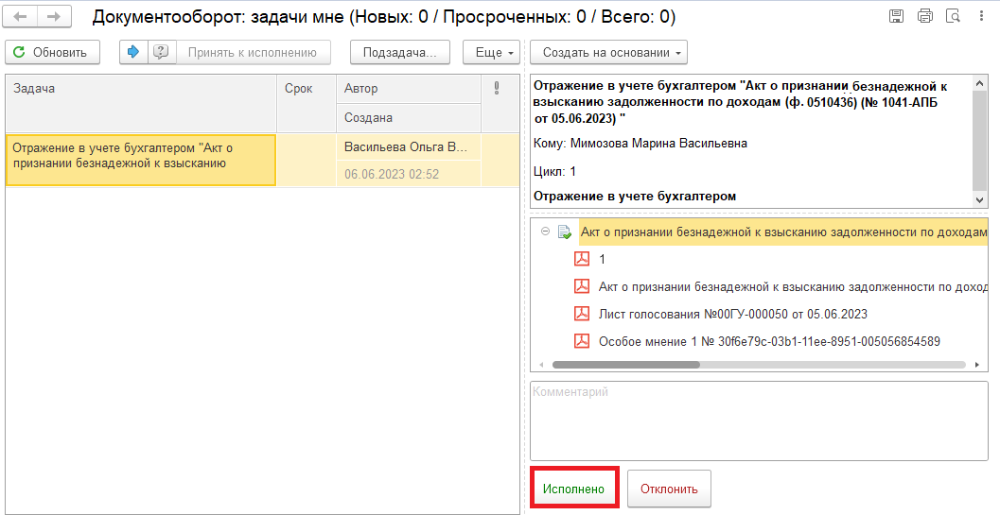 Документооборот: задачи мне (Новых: 0 / Просроченных: 0 / Всего: 0)
Обновить
Принять к исполнению
Подзадача...
Еще
Создать на основании
Задача
Срок
Автор
Создана
Отражение в учете бухгалтером "Акт о
признании безнадежной к взысканию
Васильева Ольга В...
06.06.2023 02:52
Отражение в учете бухгалтером "Акт о признании безнадежной к
взысканию задолженности по доходам (ф. 0510436) (№ 1041-АПБ
от 05.06.2023) "
Кому: Мимозова Марина Васильевна
Цикл: 1
Отражение в учете бухгалтером
Акт о признании безнадежной к взысканию задолженности по доходам
1
Акт о признании безнадежной к взысканию задолженности по доход
Лист голосования №00ГУ-000050 от 05.06.2023
Особое мнение 1 № 30f6e79c-03b1-11ee-8951-005056854589
Комментарий
Исполнено
Отклонить